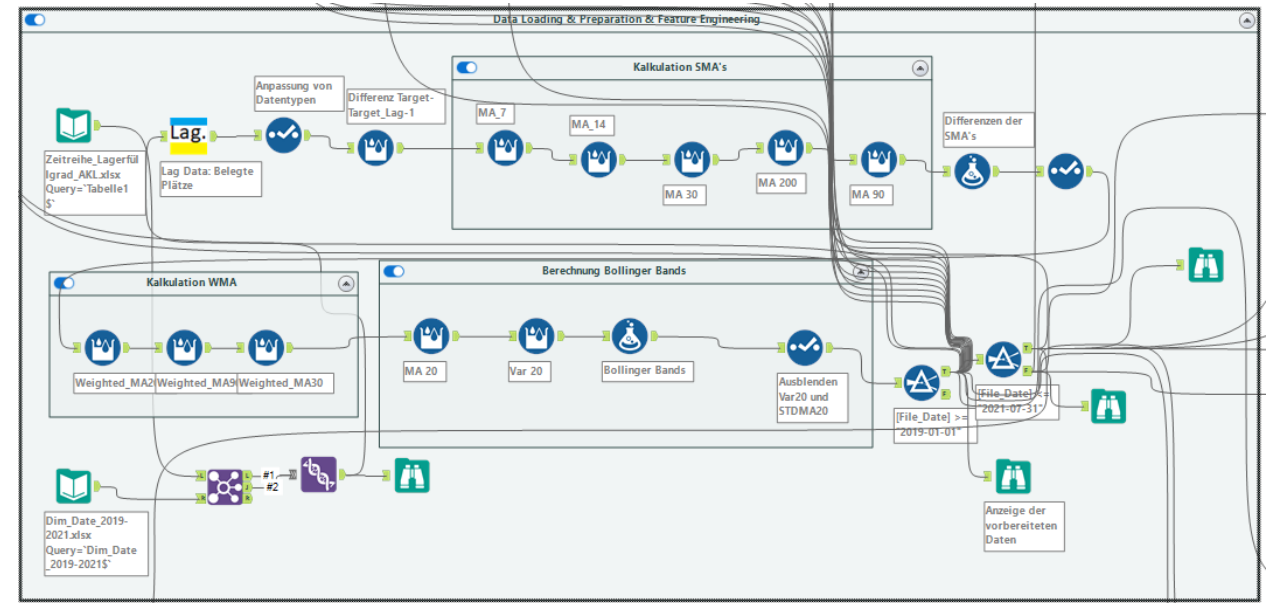 Data Loading & Preparation & Feature Engineering
Kalkulation SMA's
Anpassung von
Datentypen
Differenz Target-
Target_Lag-1
MA_7
MA_14
MA 30
MA 200
MA 90
Differenzen der
SMA's
Lag.
Zeitreihe_Lagerfül
lgrad_AKL.xlsx
Query=`Tabelle1
$`
Lag Data: Belegte
Plätze
Kalkulation WMA
Weighted_MA20
Weighted_MA90
Weighted_MA30
Berechnung Bollinger Bands
MA 20
Var 20
Bollinger Bands
Ausblenden
Var20 und
STDMA20
T
F
[File_Date] >=
"2019-01-01"
T
F
[File_Date] <=
"2021-07-31"
L
R
L
J
R
#1
#2
Dim_Date_2019-
2021.xlsx
Query=`Dim_Date
_2019-2021$`
Anzeige der
vorbereiteten
Daten